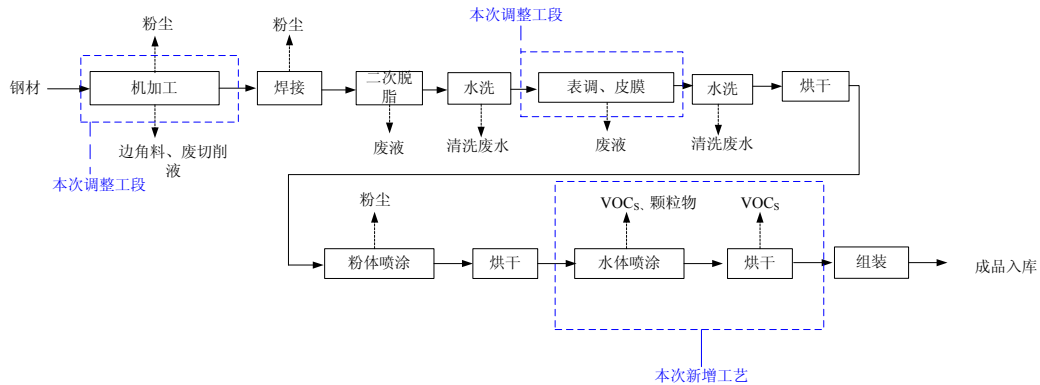 本次调整工段
粉尘
粉尘
钢材
机加工
焊接
二次脱
脂
水洗
表调、皮膜
水洗
烘干
边角料、废切削
液
废液
清洗废水
废液
清洗废水
本次调整工段
粉尘
VOCs、颗粒物
VOCs
粉体喷涂
烘干
水体喷涂
烘干
组装
成品入库
本次新增工艺